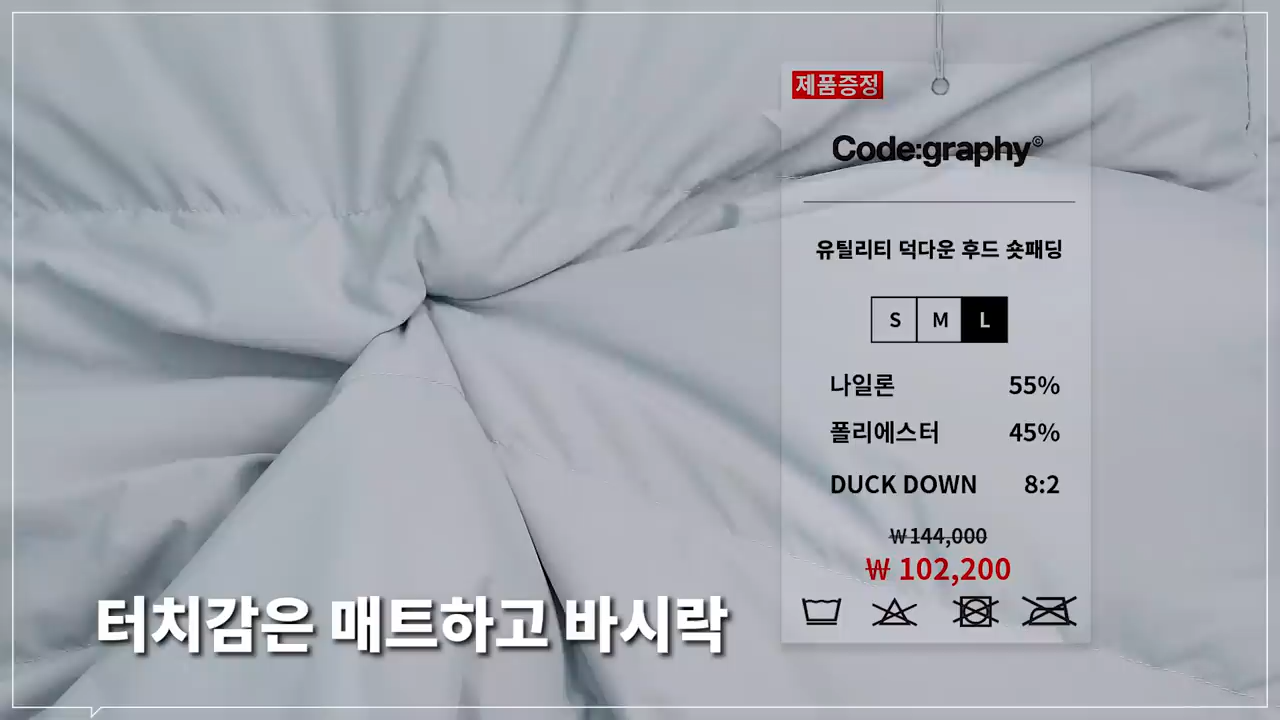 제품증정
Code:graphy©
유틸리티 덕다운 후드 숏패딩
S M L
나일론 55%
폴리에스터 45%
DUCK DOWN 8:2
₩144,000
₩ 102,200
터치감은 매트하고 바시락